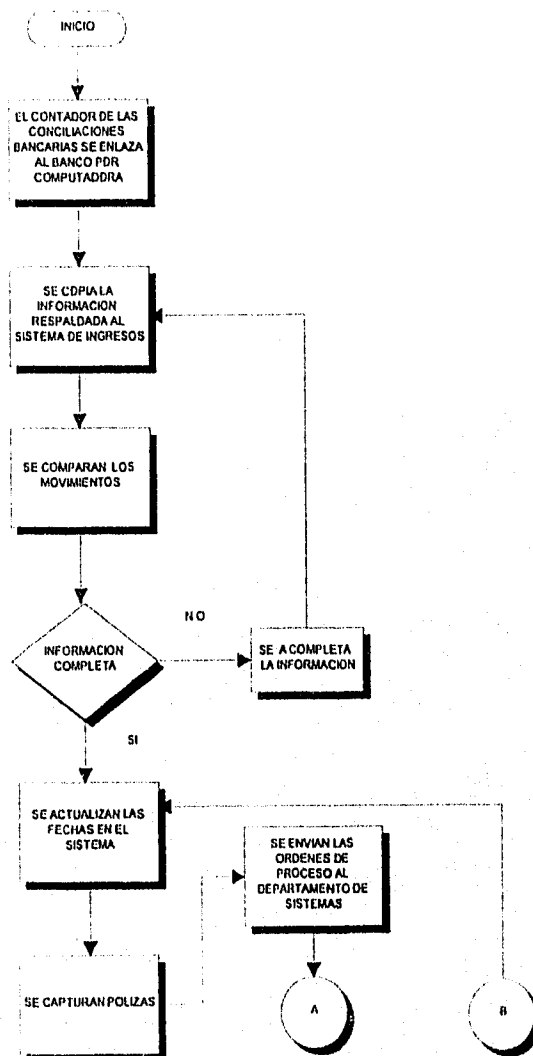 INICIO
EL CONTADOR DE LAS
CONCILIACIONES
BANCARIAS SE ENLAZA
AL BANCO PDR
COMPUTADDRA
SE CDPIA LA
INFORMACION
RESPALDADA AL
SISTEMA DE INGRESOS
SE COMPARAN LOS
MOVIMIENTOS
INFORMACION
COMPLETA
NO
SE A COMPLETA
LA INFORMACION
SI
SE ACTUALIZAN LAS
FECHAS EN EL
SISTEMA
SE ENVIAN LAS
ORDENES DE
PROCESO AL
DEPARTAMENTO DE
SISTEMAS
SE CAPTURAN POLIZAS
A
B